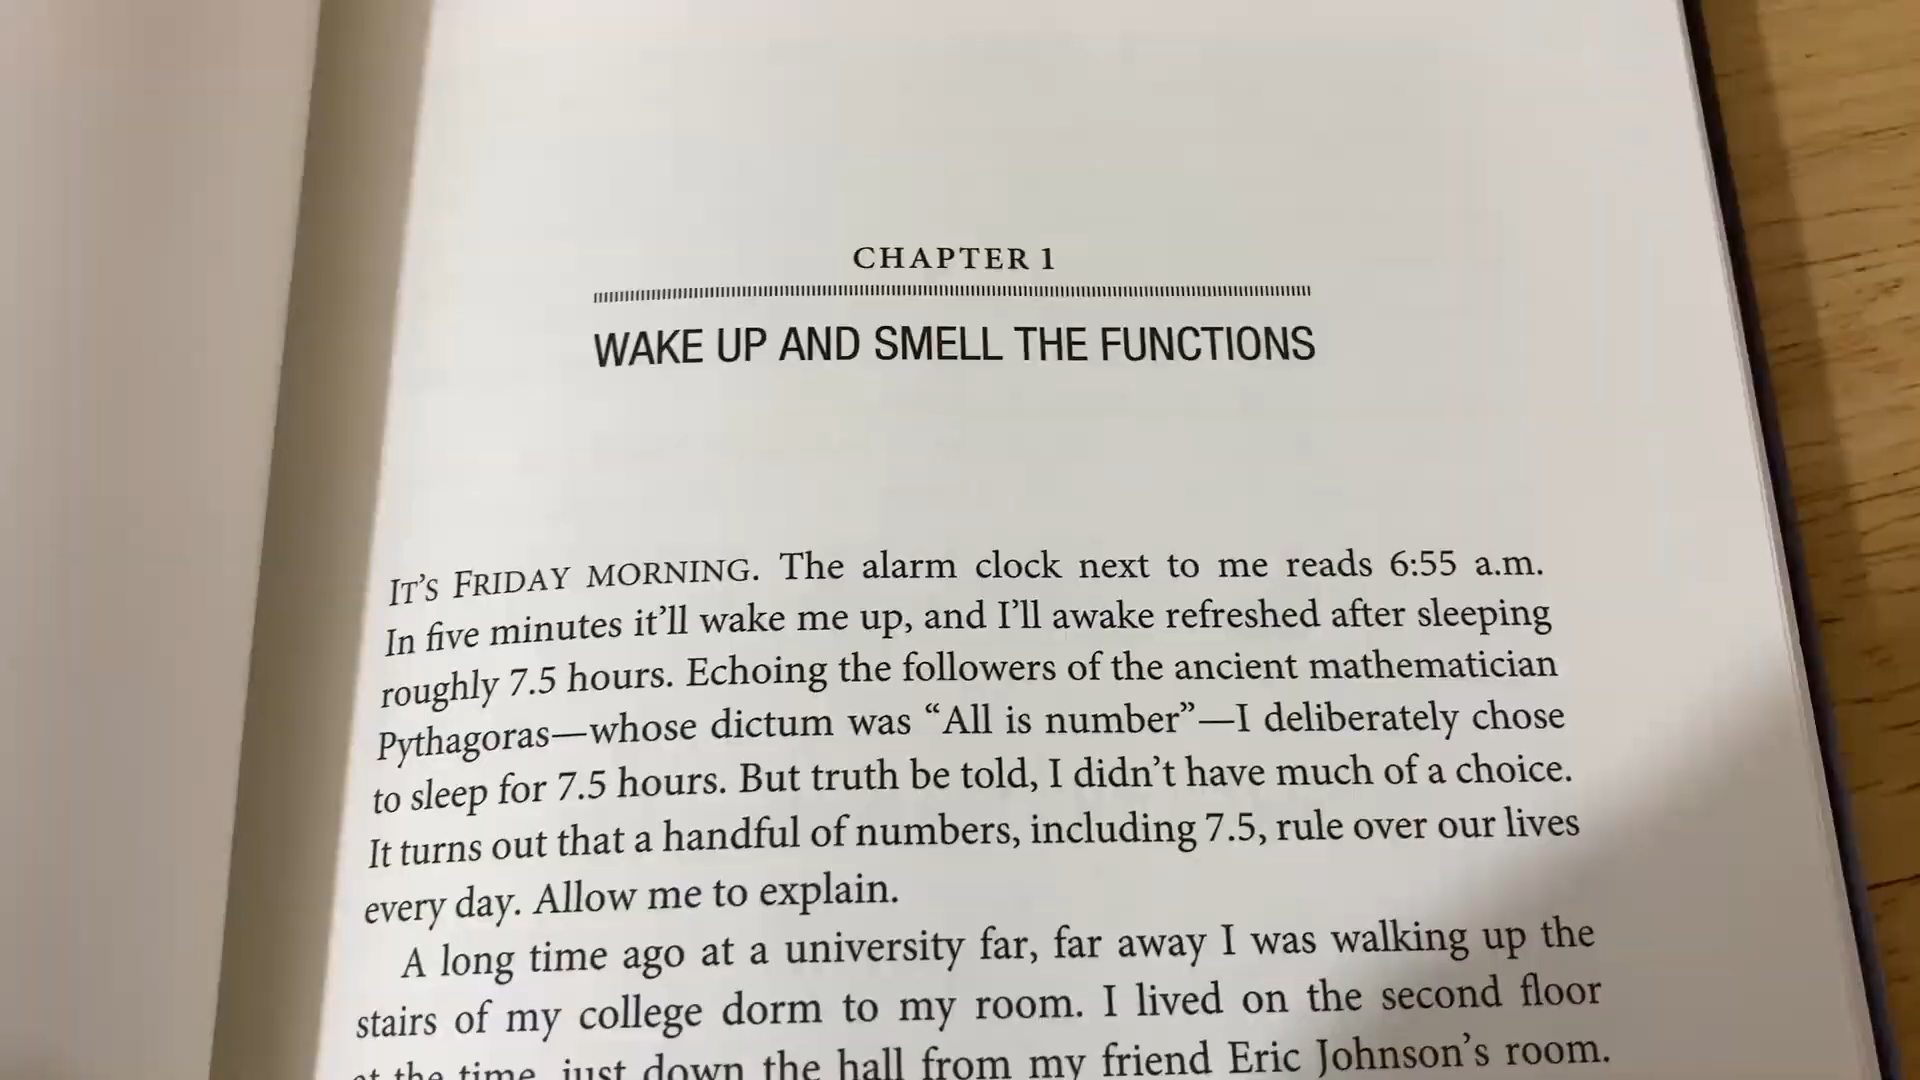 CHAPTER 1
WAKE UP AND SMELL THE FUNCTIONS
IT'S FRIDAY MORNING. The alarm clock next to me reads 6:55 a.m.
In five minutes it'll wake me up, and I'll awake refreshed after sleeping
roughly 7.5 hours. Echoing the followers of the ancient mathematician
Pythagoras—whose dictum was “All is number”—I deliberately chose
to sleep for 7.5 hours. But truth be told, I didn't have much of a choice.
It turns out that a handful of numbers, including 7.5, rule over our lives
every day. Allow me to explain.
A long time ago at a university far, far away I was walking up the
stairs of my college dorm to my room. I lived on the second floor
at the time, just down the hall from my friend Eric Johnson's room.